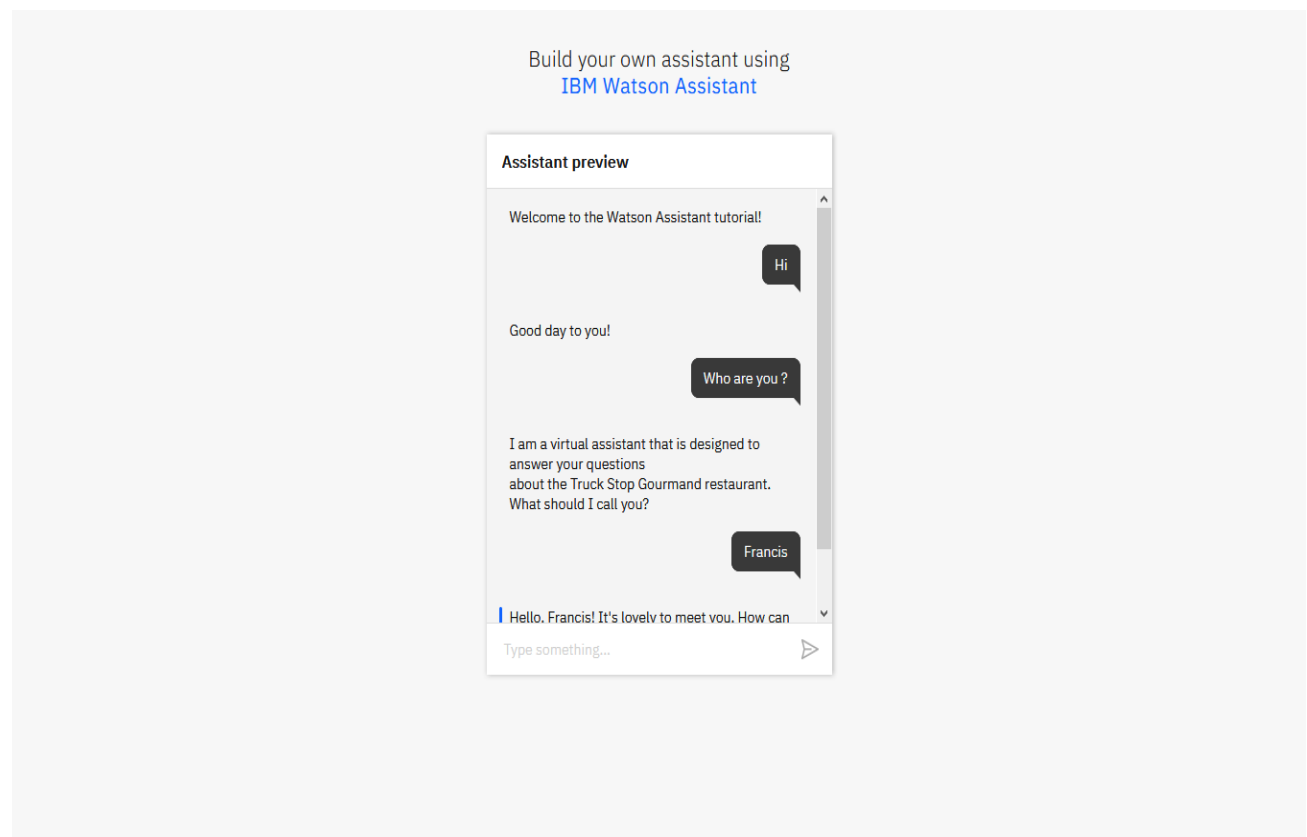 Build your own assistant using
IBM Watson Assistant
Assistant preview
Welcome to the Watson Assistant tutorial!
Hi
Good day to you!
Who are you ?
I am a virtual assistant that is designed to
answer your questions
about the Truck Stop Gourmand restaurant.
What should I call you?
Francis
Hello, Francis! It's lovely to meet you. How can
Type something...